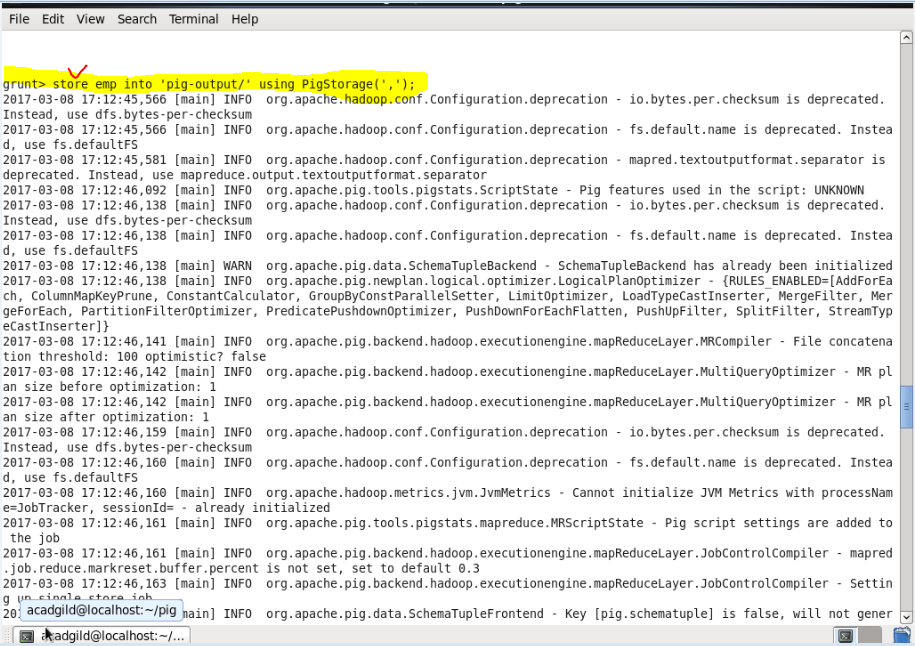 File Edit View Search Terminal Help
grunt> store emp into 'pig-output/' using PigStorage(',');
2017-03-08 17:12:45,566 [main] INFO  org.apache.hadoop.conf.Configuration.deprecation - io.bytes.per.checksum is deprecated.
Instead, use dfs.bytes-per-checksum
2017-03-08 17:12:45,566 [main] INFO  org.apache.hadoop.conf.Configuration.deprecation - fs.default.name is deprecated. Instea
d, use fs.defaultFS
2017-03-08 17:12:45,581 [main] INFO  org.apache.hadoop.conf.Configuration.deprecation - mapred.textoutputformat.separator is
deprecated. Instead, use mapreduce.output.textoutputformat.separator
2017-03-08 17:12:46,092 [main] INFO  org.apache.pig.tools.pigstats.ScriptState - Pig features used in the script: UNKNOWN
2017-03-08 17:12:46,138 [main] INFO  org.apache.hadoop.conf.Configuration.deprecation - io.bytes.per.checksum is deprecated.
Instead, use dfs.bytes-per-checksum
2017-03-08 17:12:46,138 [main] INFO  org.apache.hadoop.conf.Configuration.deprecation - fs.default.name is deprecated. Instea
d, use fs.defaultFS
2017-03-08 17:12:46,138 [main] WARN  org.apache.pig.data.SchemaTupleBackend - SchemaTupleBackend has already been initialized
2017-03-08 17:12:46,138 [main] INFO  org.apache.pig.newplan.logical.optimizer.LogicalPlanOptimizer - {RULES_ENABLED=[AddForEa
ch, ColumnMapKeyPrune, ConstantCalculator, GroupByConstParallelSetter, LimitOptimizer, LoadTypeCastInserter, MergeFilter, Mer
geForEach, PartitionFilterOptimizer, PredicatePushdownOptimizer, PushDownForEachFlatten, PushUpFilter, SplitFilter, StreamTyp
eCastInserter]}
2017-03-08 17:12:46,141 [main] INFO  org.apache.pig.backend.hadoop.executionengine.mapReduceLayer.MRCompiler - File concatena
tion threshold: 100 optimistic? false
2017-03-08 17:12:46,142 [main] INFO  org.apache.pig.backend.hadoop.executionengine.mapReduceLayer.MultiQueryOptimizer - MR pl
an size before optimization: 1
2017-03-08 17:12:46,142 [main] INFO  org.apache.pig.backend.hadoop.executionengine.mapReduceLayer.MultiQueryOptimizer - MR pl
an size after optimization: 1
2017-03-08 17:12:46,159 [main] INFO  org.apache.hadoop.conf.Configuration.deprecation - io.bytes.per.checksum is deprecated.
Instead, use dfs.bytes-per-checksum
2017-03-08 17:12:46,160 [main] INFO  org.apache.hadoop.conf.Configuration.deprecation - fs.default.name is deprecated. Instea
d, use fs.defaultFS
2017-03-08 17:12:46,160 [main] INFO  org.apache.hadoop.metrics.jvm.JvmMetrics - Cannot initialize JVM Metrics with processNam
e=JobTracker, sessionId= - already initialized
2017-03-08 17:12:46,161 [main] INFO  org.apache.pig.tools.pigstats.mapreduce.MRScriptState - Pig script settings are added to
the job
2017-03-08 17:12:46,161 [main] INFO  org.apache.pig.backend.hadoop.executionengine.mapReduceLayer.JobControlCompiler - mapred
.job.reduce.markreset.buffer.percent is not set, set to default 0.3
2017-03-08 17:12:46,163 [main] INFO  org.apache.pig.backend.hadoop.executionengine.mapReduceLayer.JobControlCompiler - Settin
g up single store job
main] INFO  org.apache.pig.data.SchemaTupleFrontend - Key [pig.schematuple] is false, will not gener
acadgild@localhost:~/pig
acadgild@localhost:~/...